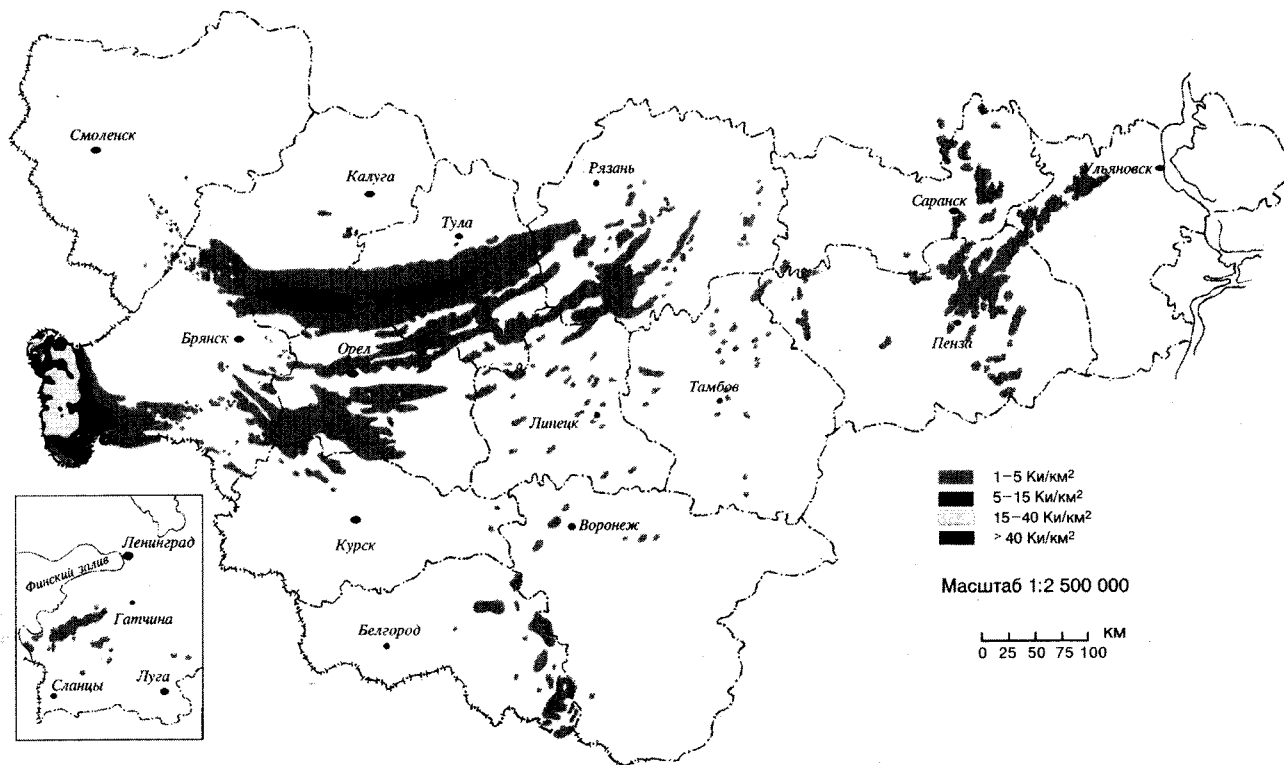 Смоленск
Калуга
Рязань
Тула
Ульяновск
Саранск
Брянск
Орел
Пенза
Тамбов
Липецк
Воронеж
Курск
Белгород
1–5 Ки/км²
5–15 Ки/км²
15–40 Ки/км²
> 40 Ки/км²
Масштаб 1:2 500 000
КМ
0 25 50 75 100
Ленинград
Финский залив
Гатчина
Сланцы
Луга